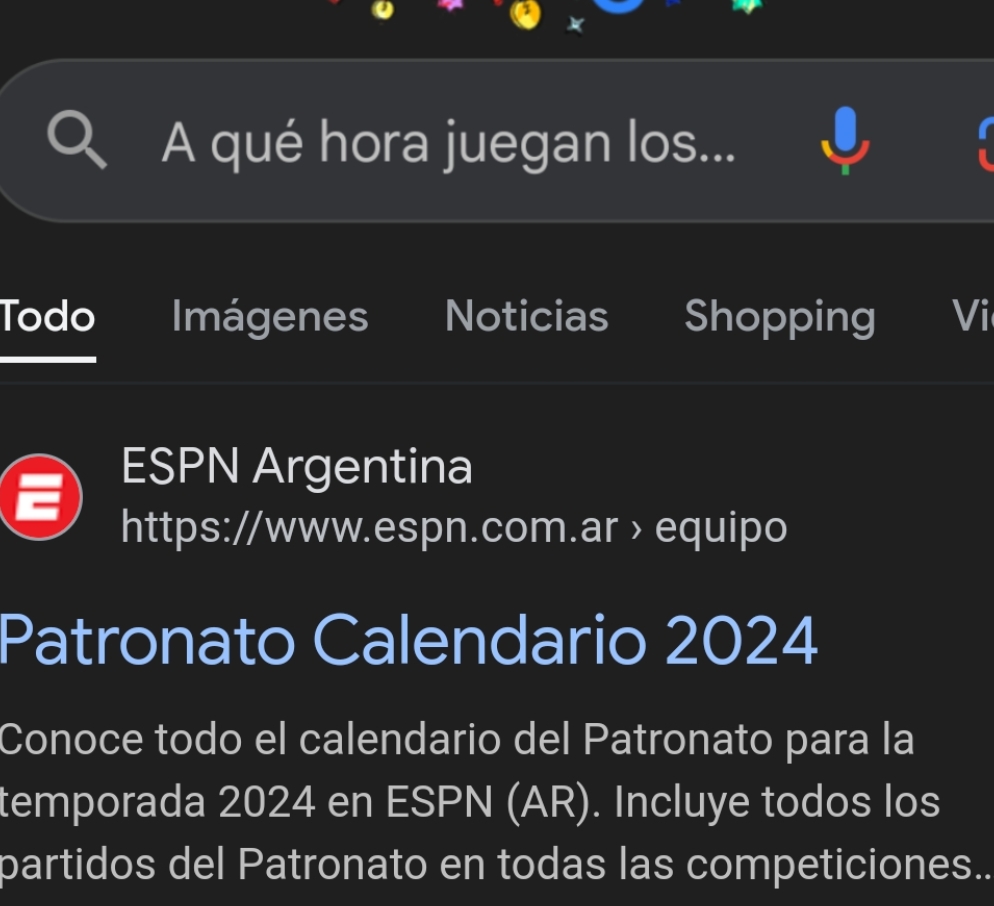 A qué hora juegan los...
Todo Imágenes Noticias Shopping
ESPN Argentina
https://www.espn.com.ar › equipo
Patronato Calendario 2024
Conoce todo el calendario del Patronato para la
temporada 2024 en ESPN (AR). Incluye todos los
partidos del Patronato en todas las competiciones...